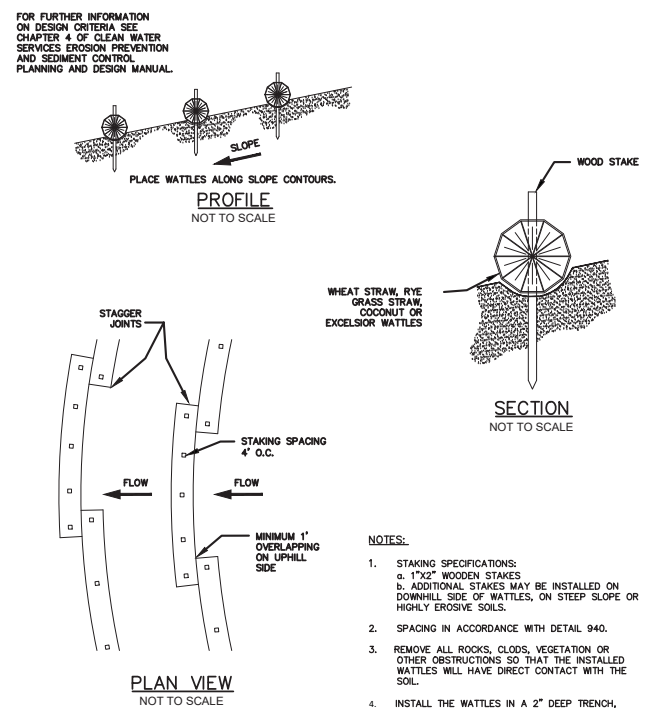 FOR FURTHER INFORMATION
ON DESIGN CRITERIA SEE
CHAPTER 4 OF CLEAN WATER
SERVICES EROSION PREVENTION
AND SEDIMENT CONTROL
PLANNING AND DESIGN MANUAL.
SLOPE
PLACE WATTLES ALONG SLOPE CONTOURS.
PROFILE
NOT TO SCALE
WOOD STAKE
WHEAT STRAW, RYE
GRASS STRAW,
COCONUT OR
EXCELSIOR WATTLES
SECTION
NOT TO SCALE
STAGGER
JOINTS
STAKING SPACING
4' O.C.
FLOW
FLOW
MINIMUM 1'
OVERLAPPING
ON UPHILL
SIDE
PLAN VIEW
NOT TO SCALE
NOTES:
1. STAKING SPECIFICATIONS:
a. 1"X2" WOODEN STAKES
b. ADDITIONAL STAKES MAY BE INSTALLED ON
DOWNHILL SIDE OF WATTLES, ON STEEP SLOPE OR
HIGHLY EROSIVE SOILS.
2. SPACING IN ACCORDANCE WITH DETAIL 940.
3. REMOVE ALL ROCKS, CLODS, VEGETATION OR
OTHER OBSTRUCTIONS SO THAT THE INSTALLED
WATTLES WILL HAVE DIRECT CONTACT WITH THE
SOIL.
4. INSTALL THE WATTLES IN A 2" DEEP TRENCH,